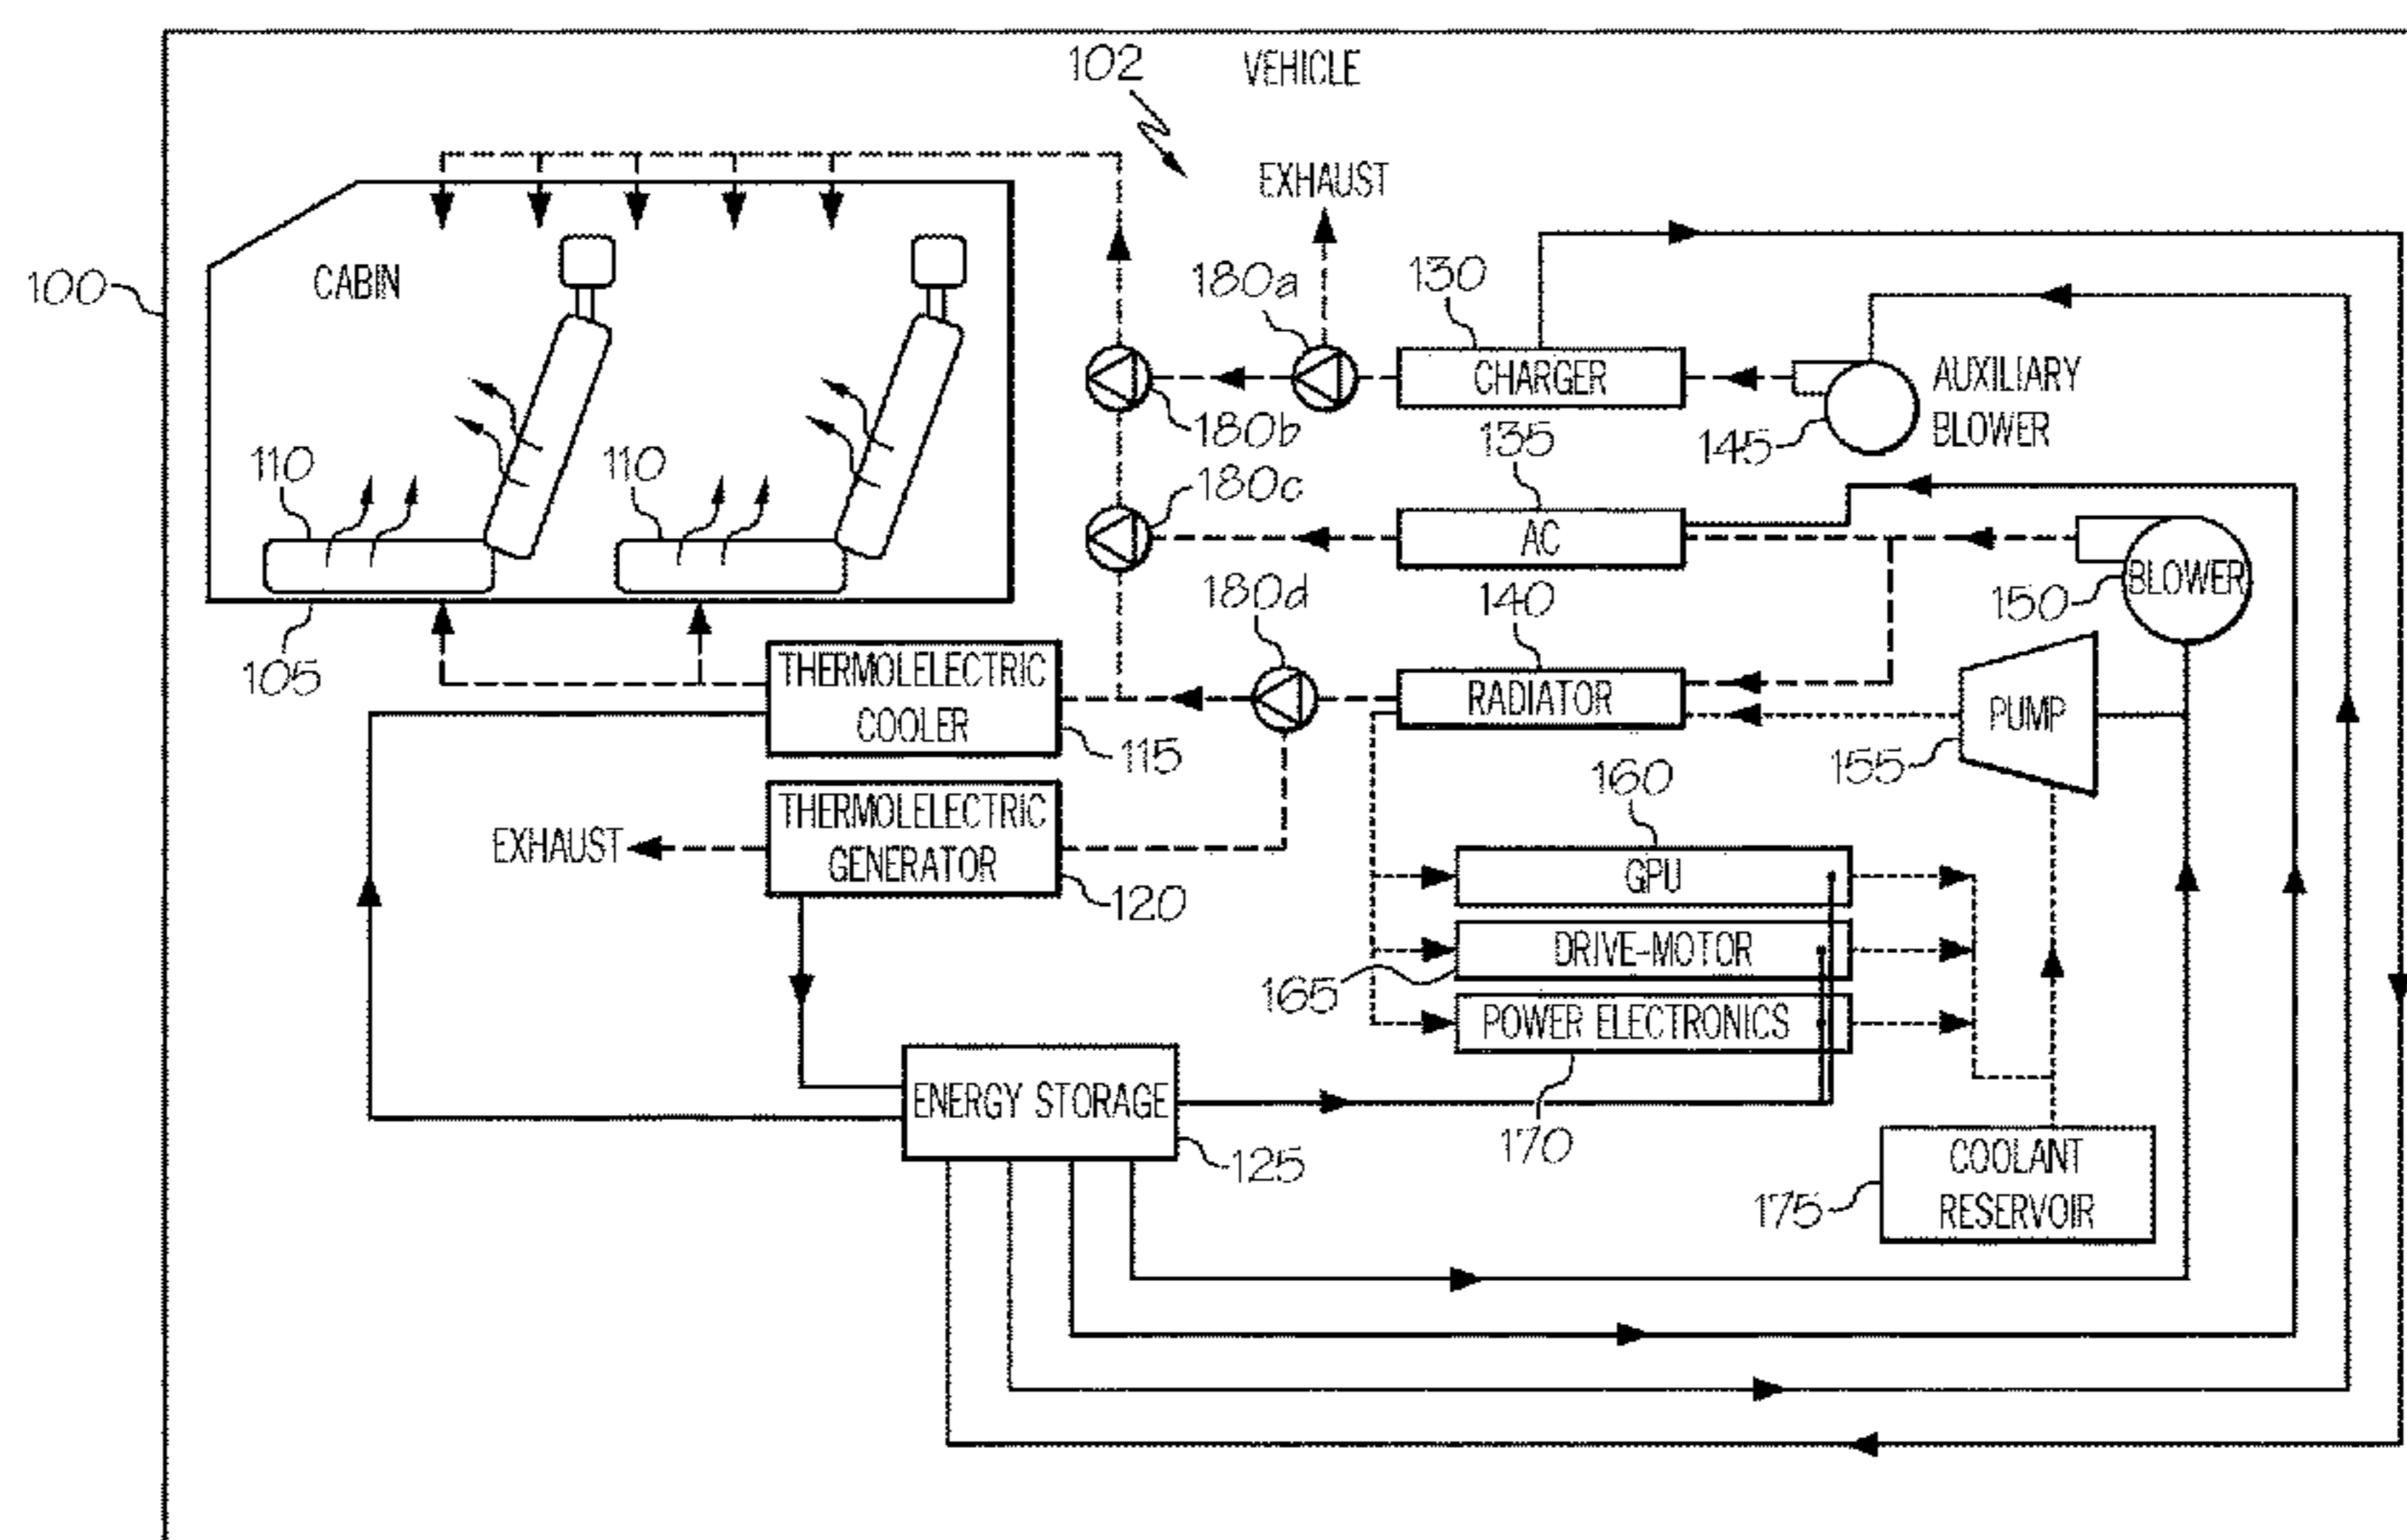 102
VEHICLE
EXHAUST
100
CABIN
180a
130
CHARGER
AUXILIARY
BLOWER
145
180b
135
110
110
180c
AC
BLOWER
150
180d
140
105
THERMOLELECTRIC
COOLER
115
RADIATOR
PUMP
155
160
THERMOLELECTRIC
GENERATOR
EXHAUST
120
GPU
DRIVE-MOTOR
165
POWER ELECTRONICS
170
ENERGY STORAGE
125
COOLANT
RESERVOIR
175